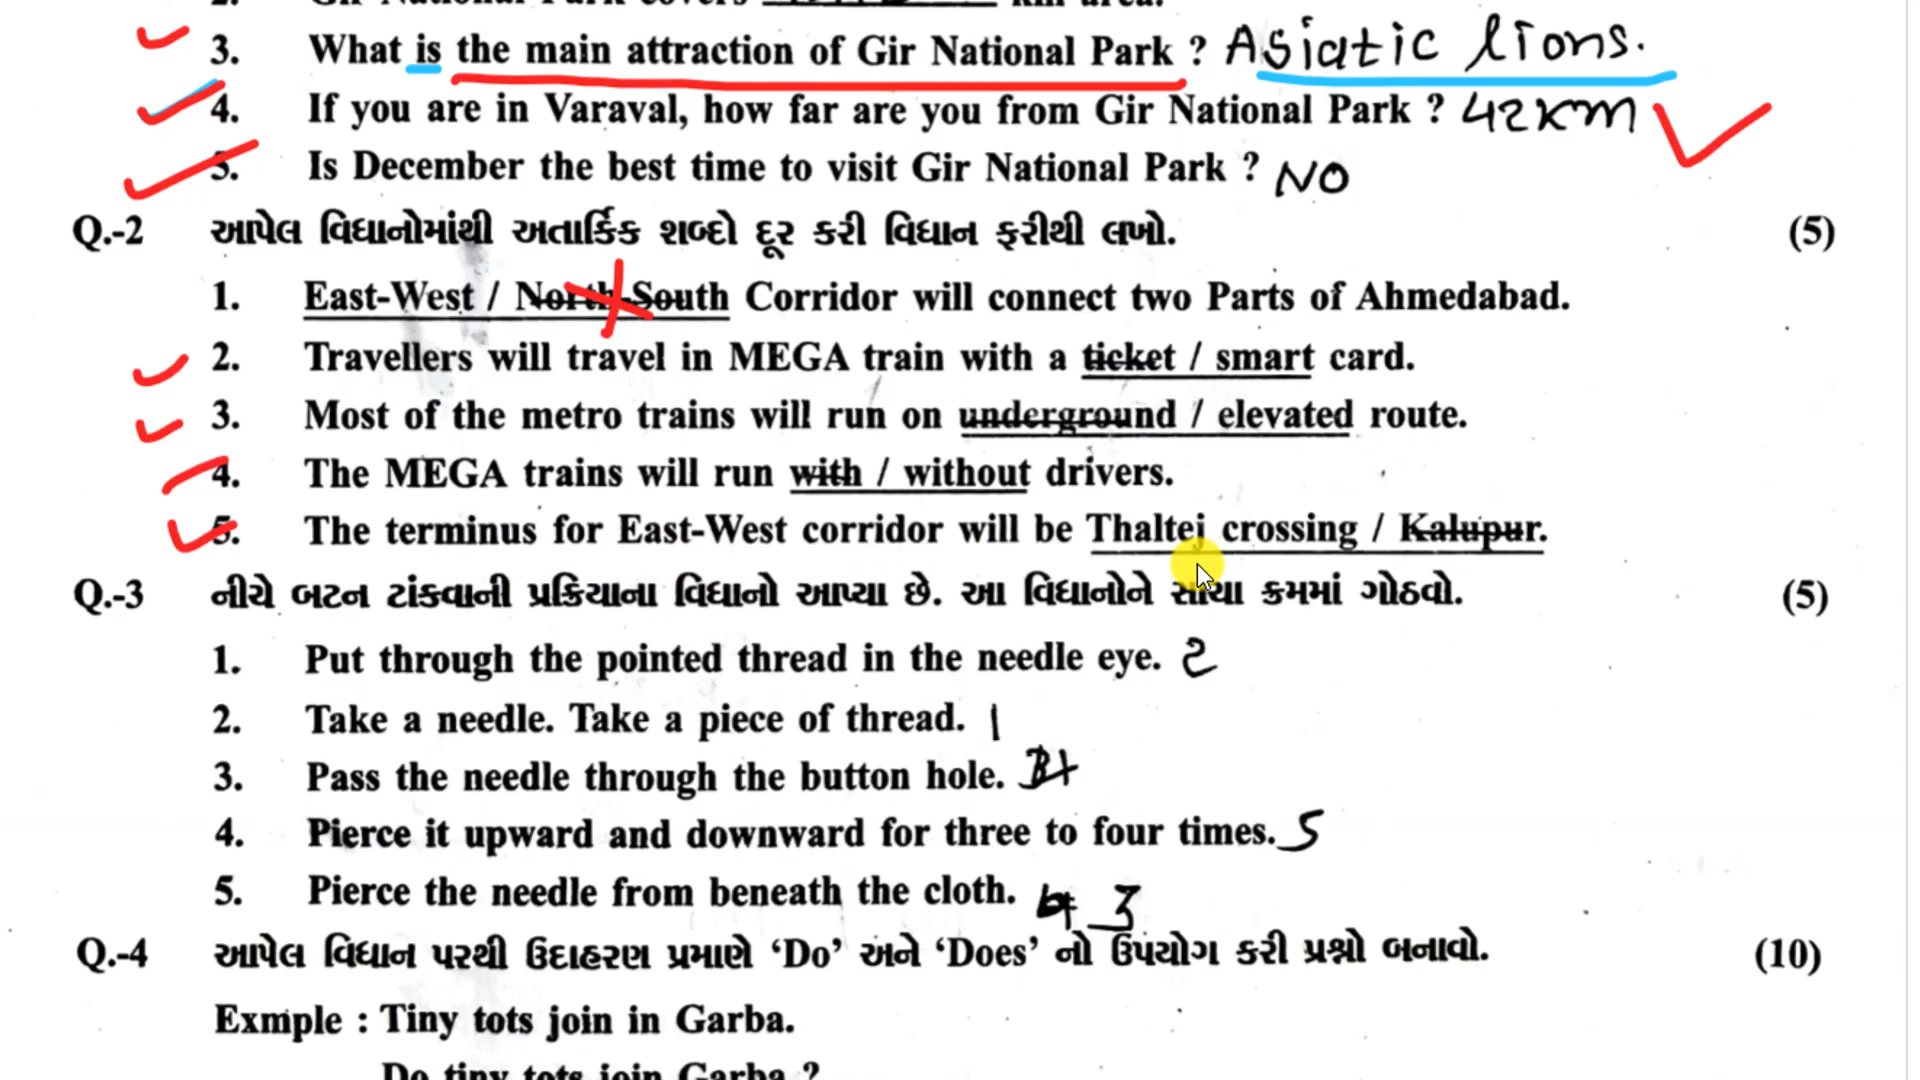 2. Gir National Park covers km area.
3. What is the main attraction of Gir National Park ? Asiatic lions.
4. If you are in Varaval, how far are you from Gir National Park ? 42KM
5. Is December the best time to visit Gir National Park ? NO
Q.-2 આપેલ વિધાનોમાંથી અતાર્કિક શબ્દો દૂર કરી વિધાન ફરીથી લખો. (5)
1. East-West / North-South Corridor will connect two Parts of Ahmedabad.
2. Travellers will travel in MEGA train with a ticket / smart card.
3. Most of the metro trains will run on underground / elevated route.
4. The MEGA trains will run with / without drivers.
5. The terminus for East-West corridor will be Thaltej crossing / Kalupur.
Q.-3 નીચે બટન ટાંકવાની પ્રક્રિયાના વિધાનો આપ્યા છે. આ વિધાનોને સાચા ક્રમમાં ગોઠવો. (5)
1. Put through the pointed thread in the needle eye. 2
2. Take a needle. Take a piece of thread. 1
3. Pass the needle through the button hole. 4
4. Pierce it upward and downward for three to four times. 5
5. Pierce the needle from beneath the cloth. 3
Q.-4 આપેલ વિધાન પરથી ઉદાહરણ પ્રમાણે ‘Do’ અને ‘Does’ નો ઉપયોગ કરી પ્રશ્નો બનાવો. (10)
Exmple : Tiny tots join in Garba.
Do tiny tots join Garba ?